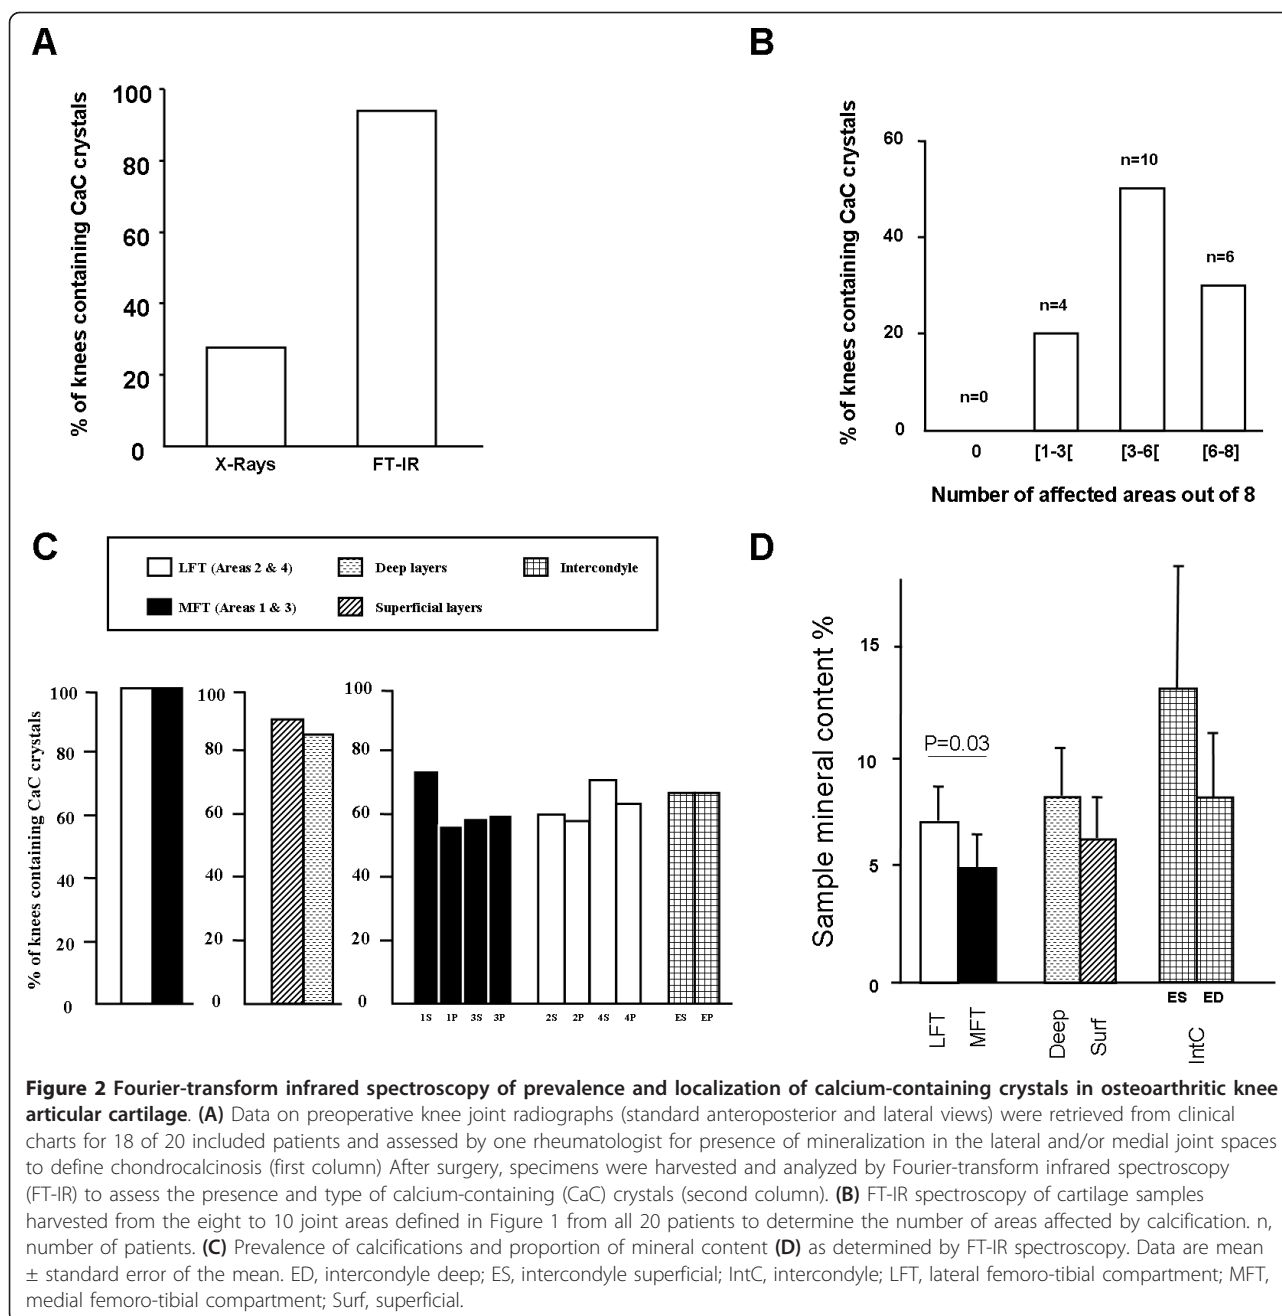 A
% of knees containing CaC crystals
100
80
60
40
20
0
X-Rays
FT-IR
B
% of knees containing CaC crystals
60
40
20
0
n=0
n=4
n=10
n=6
0
[1-3[
[3-6[
[6-8]
Number of affected areas out of 8
C
LFT (Areas 2 & 4)
Deep layers
Intercondyle
MFT (Areas 1 & 3)
Superficial layers
% of knees containing CaC crystals
100
80
60
40
20
0
100
80
60
40
20
0
100
80
60
40
20
0
1S 1P 3S 3P
2S 2P 4S 4P
ES EP
D
Sample mineral content %
15
10
5
0
P=0.03
LFT
MFT
Deep
Surf
ES ED
IntC
Figure 2 Fourier-transform infrared spectroscopy of prevalence and localization of calcium-containing crystals in osteoarthritic knee
articular cartilage. (A) Data on preoperative knee joint radiographs (standard anteroposterior and lateral views) were retrieved from clinical
charts for 18 of 20 included patients and assessed by one rheumatologist for presence of mineralization in the lateral and/or medial joint spaces
to define chondrocalcinosis (first column) After surgery, specimens were harvested and analyzed by Fourier-transform infrared spectroscopy
(FT-IR) to assess the presence and type of calcium-containing (CaC) crystals (second column). (B) FT-IR spectroscopy of cartilage samples
harvested from the eight to 10 joint areas defined in Figure 1 from all 20 patients to determine the number of areas affected by calcification. n,
number of patients. (C) Prevalence of calcifications and proportion of mineral content (D) as determined by FT-IR spectroscopy. Data are mean
± standard error of the mean. ED, intercondyle deep; ES, intercondyle superficial; IntC, intercondyle; LFT, lateral femoro-tibial compartment; MFT,
medial femoro-tibial compartment; Surf, superficial.